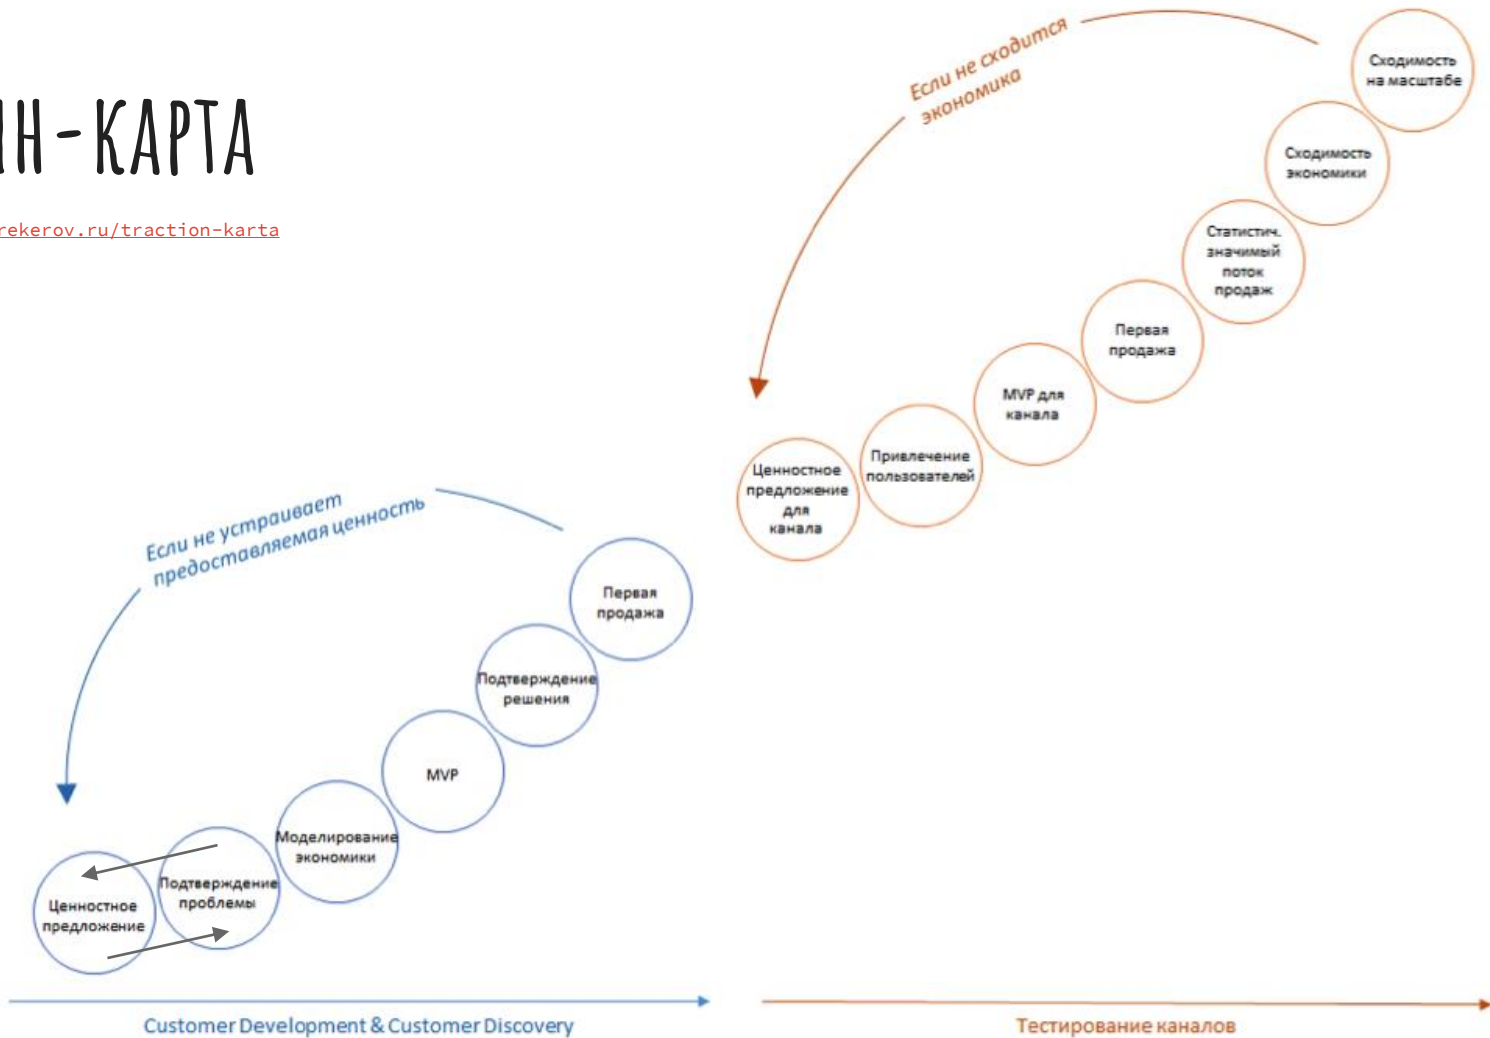 ИН-КАРТА
rekerov.ru/traction-karta
Если не сходится
экономика
Сходимость
на масштабе
Сходимость
экономики
Статистич.
значимый
поток
продаж
Первая
продажа
MVP для
канала
Привлечение
пользователей
Ценностное
предложение
для
канала
Если не устраивает
предоставляемая ценность
Первая
продажа
Подтверждение
решения
MVP
Моделирование
экономики
Подтверждение
проблемы
Ценностное
предложение
Customer Development & Customer Discovery
Тестирование каналов